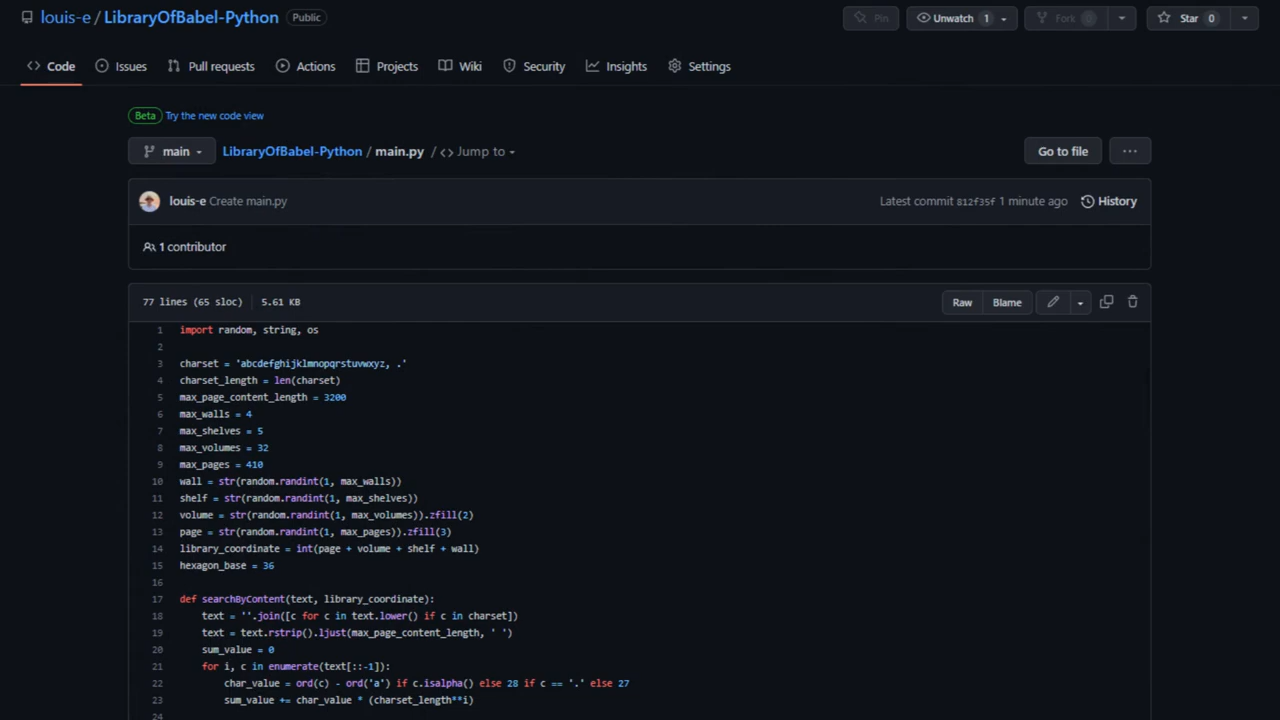 louis-e / LibraryOfBabel-Python Public
Pin Unwatch 1 Fork 0 Star 0
Code Issues Pull requests Actions Projects Wiki Security Insights Settings
Beta Try the new code view
main LibraryOfBabel-Python / main.py / <> Jump to Go to file ...
louis-e Create main.py Latest commit 812f35f 1 minute ago History
1 contributor
77 lines (65 sloc) 5.61 KB Raw Blame
1 import random, string, os
2
3 charset = 'abcdefghijklmnopqrstuvwxyz, .'
4 charset_length = len(charset)
5 max_page_content_length = 3200
6 max_walls = 4
7 max_shelves = 5
8 max_volumes = 32
9 max_pages = 410
10 wall = str(random.randint(1, max_walls))
11 shelf = str(random.randint(1, max_shelves))
12 volume = str(random.randint(1, max_volumes)).zfill(2)
13 page = str(random.randint(1, max_pages)).zfill(3)
14 library_coordinate = int(page + volume + shelf + wall)
15 hexagon_base = 36
16
17 def searchByContent(text, library_coordinate):
18 text = ''.join([c for c in text.lower() if c in charset])
19 text = text.rstrip().ljust(max_page_content_length, ' ')
20 sum_value = 0
21 for i, c in enumerate(text[::-1]):
22 char_value = ord(c) - ord('a') if c.isalpha() else 28 if c == '.' else 27
23 sum_value += char_value * (charset_length**i)
24